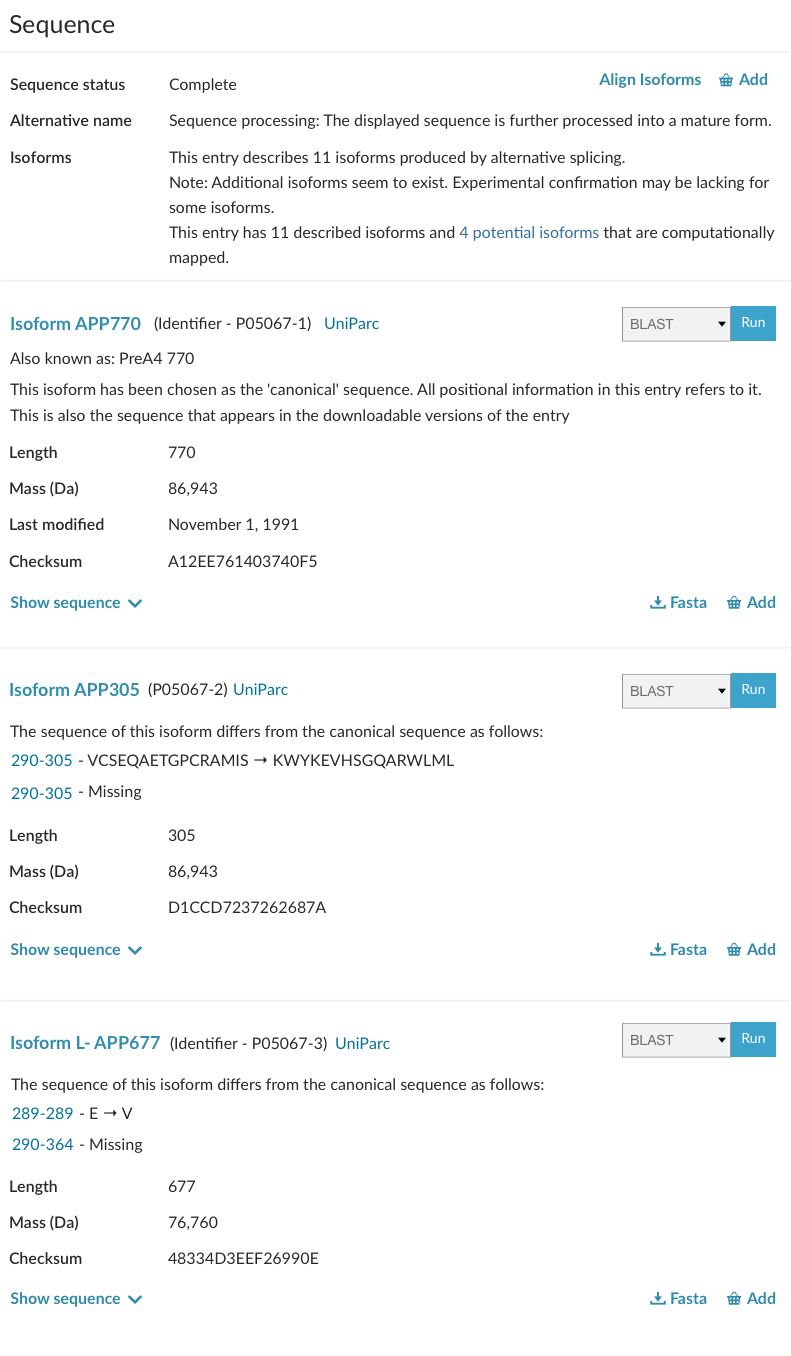 Sequence
Sequence status Complete Align Isoforms Add
Alternative name Sequence processing: The displayed sequence is further processed into a mature form.
Isoforms This entry describes 11 isoforms produced by alternative splicing.
Note: Additional isoforms seem to exist. Experimental confirmation may be lacking for
some isoforms.
This entry has 11 described isoforms and 4 potential isoforms that are computationally
mapped.
Isoform APP770 (Identifier - P05067-1) UniParc BLAST Run
Also known as: PreA4 770
This isoform has been chosen as the 'canonical' sequence. All positional information in this entry refers to it.
This is also the sequence that appears in the downloadable versions of the entry
Length 770
Mass (Da) 86,943
Last modified November 1, 1991
Checksum A12EE761403740F5
Show sequence Fasta Add
Isoform APP305 (P05067-2) UniParc BLAST Run
The sequence of this isoform differs from the canonical sequence as follows:
290-305 - VCSEQAETGPCRAMIS → KWYKEVHSGQARWLML
290-305 - Missing
Length 305
Mass (Da) 86,943
Checksum D1CCD7237262687A
Show sequence Fasta Add
Isoform L- APP677 (Identifier - P05067-3) UniParc BLAST Run
The sequence of this isoform differs from the canonical sequence as follows:
289-289 - E → V
290-364 - Missing
Length 677
Mass (Da) 76,760
Checksum 48334D3EEF26990E
Show sequence Fasta Add